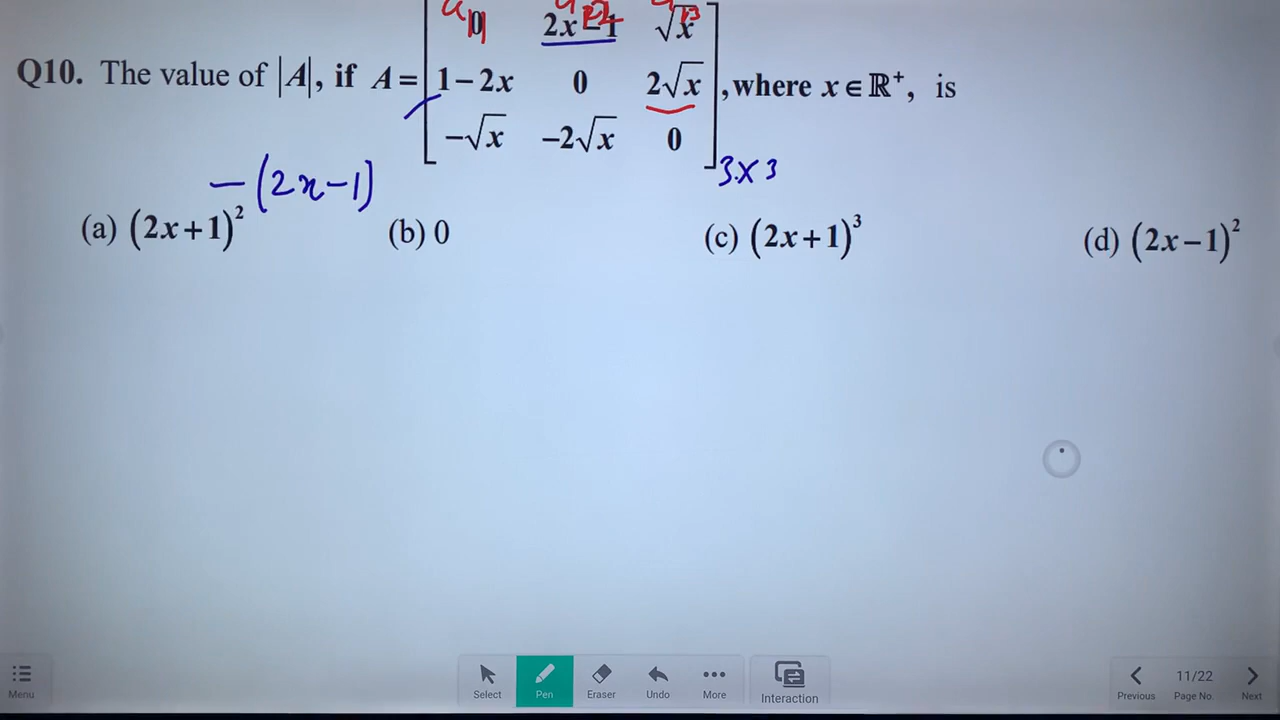 0 2x−1 √x
Q10. The value of |A|, if A = 1−2x 0 2√x , where x ∈ ℝ⁺, is
−√x −2√x 0
3×3
−(2x−1)
(a) (2x+1)² (b) 0 (c) (2x+1)³ (d) (2x−1)²
Menu Select Pen Eraser Undo More Interaction Previous 11/22 Page No. Next